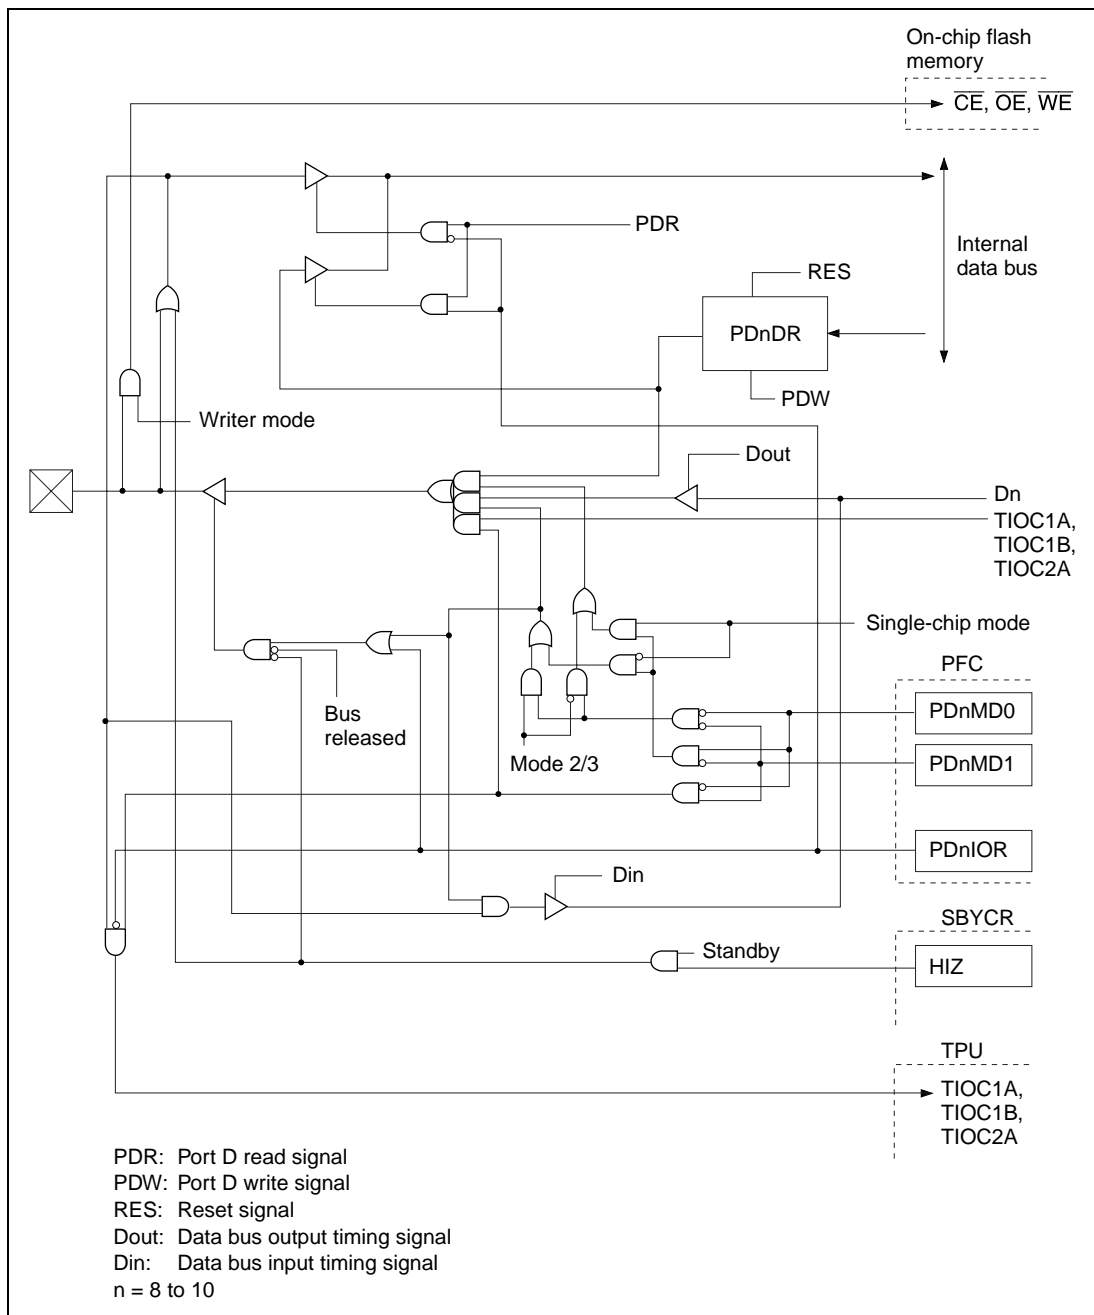 On-chip flash
memory
CE, OE, WE
PDR
Internal
data bus
RES
PDnDR
PDW
Writer mode
Dout
Dn
TIOC1A,
TIOC1B,
TIOC2A
Single-chip mode
PFC
PDnMD0
Bus
released
Mode 2/3
PDnMD1
PDnIOR
Din
SBYCR
Standby
HIZ
TPU
TIOC1A,
TIOC1B,
TIOC2A
PDR: Port D read signal
PDW: Port D write signal
RES: Reset signal
Dout: Data bus output timing signal
Din: Data bus input timing signal
n = 8 to 10